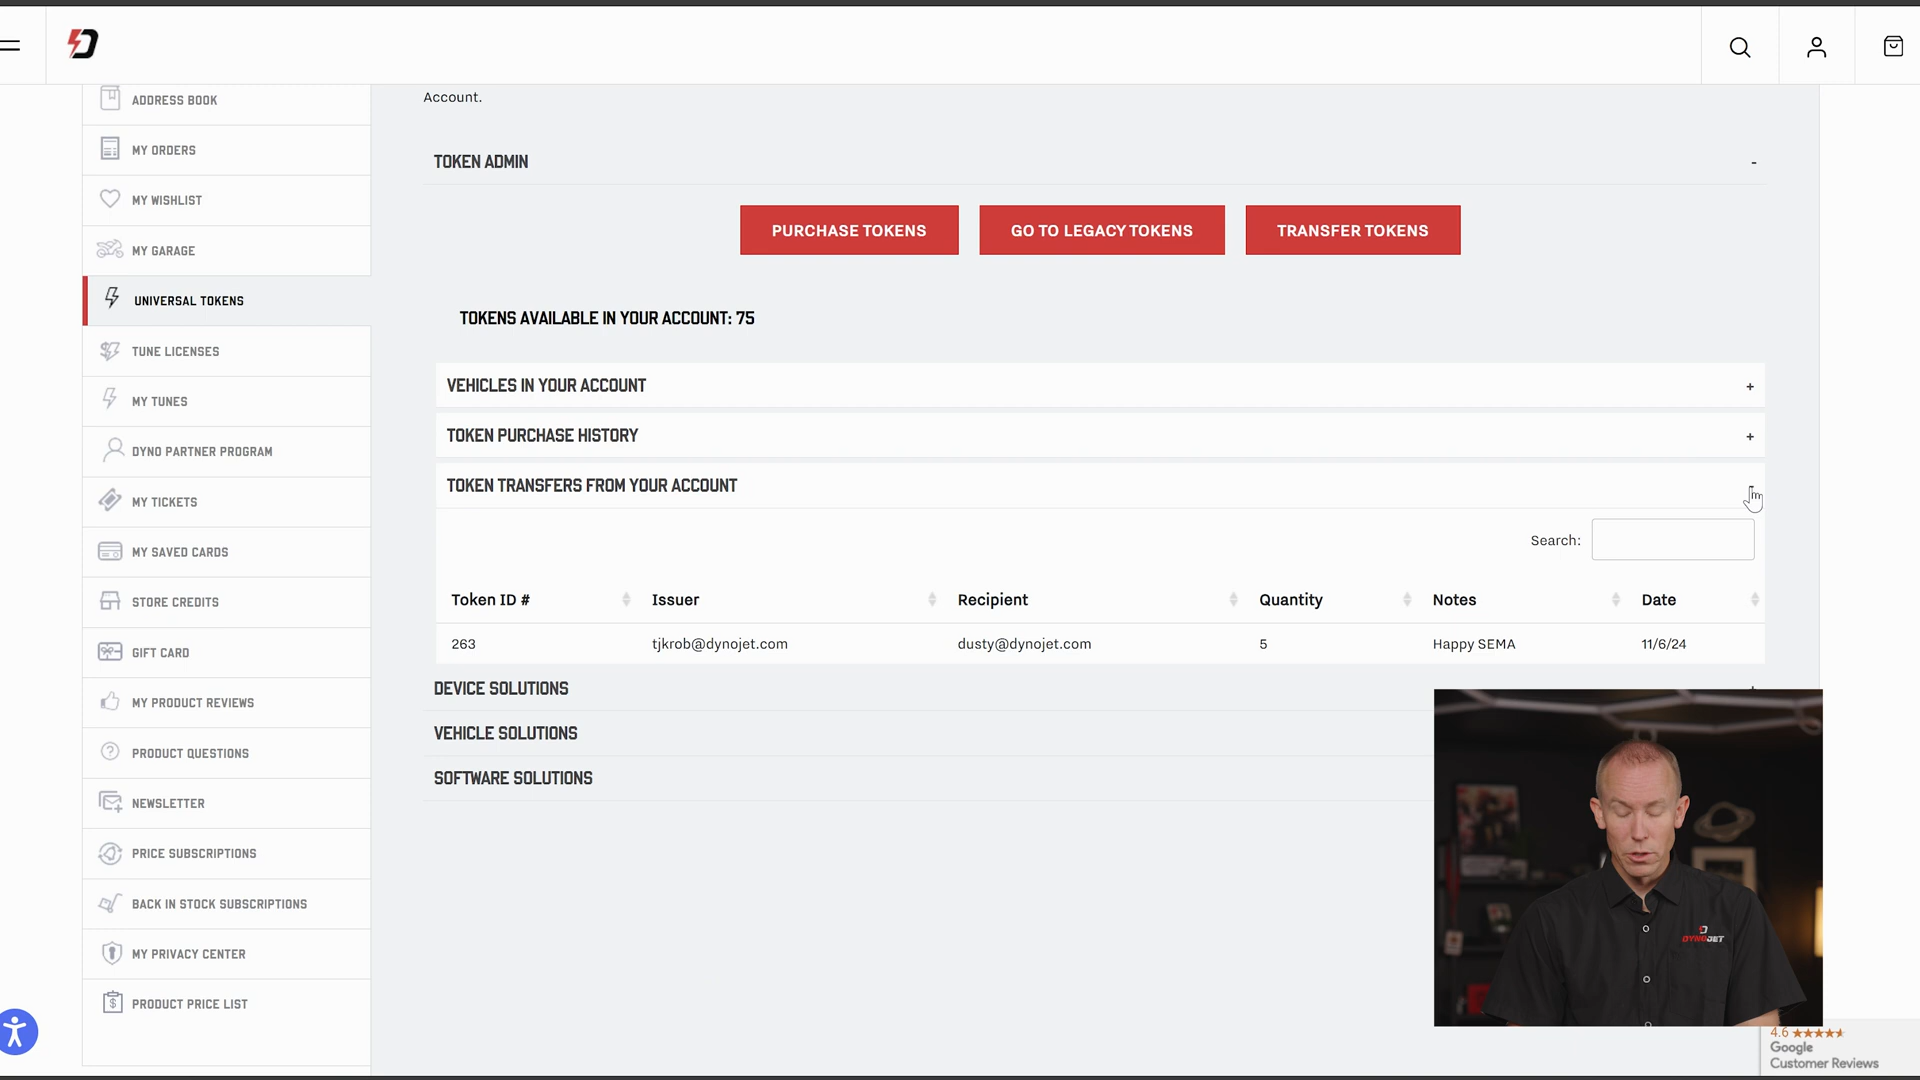 Account.
ADDRESS BOOK
MY ORDERS
MY WISHLIST
MY GARAGE
UNIVERSAL TOKENS
TUNE LICENSES
MY TUNES
DYNO PARTNER PROGRAM
MY TICKETS
MY SAVED CARDS
STORE CREDITS
GIFT CARD
MY PRODUCT REVIEWS
PRODUCT QUESTIONS
NEWSLETTER
PRICE SUBSCRIPTIONS
BACK IN STOCK SUBSCRIPTIONS
MY PRIVACY CENTER
PRODUCT PRICE LIST
TOKEN ADMIN -
PURCHASE TOKENS GO TO LEGACY TOKENS TRANSFER TOKENS
TOKENS AVAILABLE IN YOUR ACCOUNT: 75
VEHICLES IN YOUR ACCOUNT +
TOKEN PURCHASE HISTORY +
TOKEN TRANSFERS FROM YOUR ACCOUNT
Search:
Token ID # Issuer Recipient Quantity Notes Date
263 tjkrob@dynojet.com dusty@dynojet.com 5 Happy SEMA 11/6/24
DEVICE SOLUTIONS
VEHICLE SOLUTIONS
SOFTWARE SOLUTIONS
DYNOJET
4.6
Google
Customer Reviews